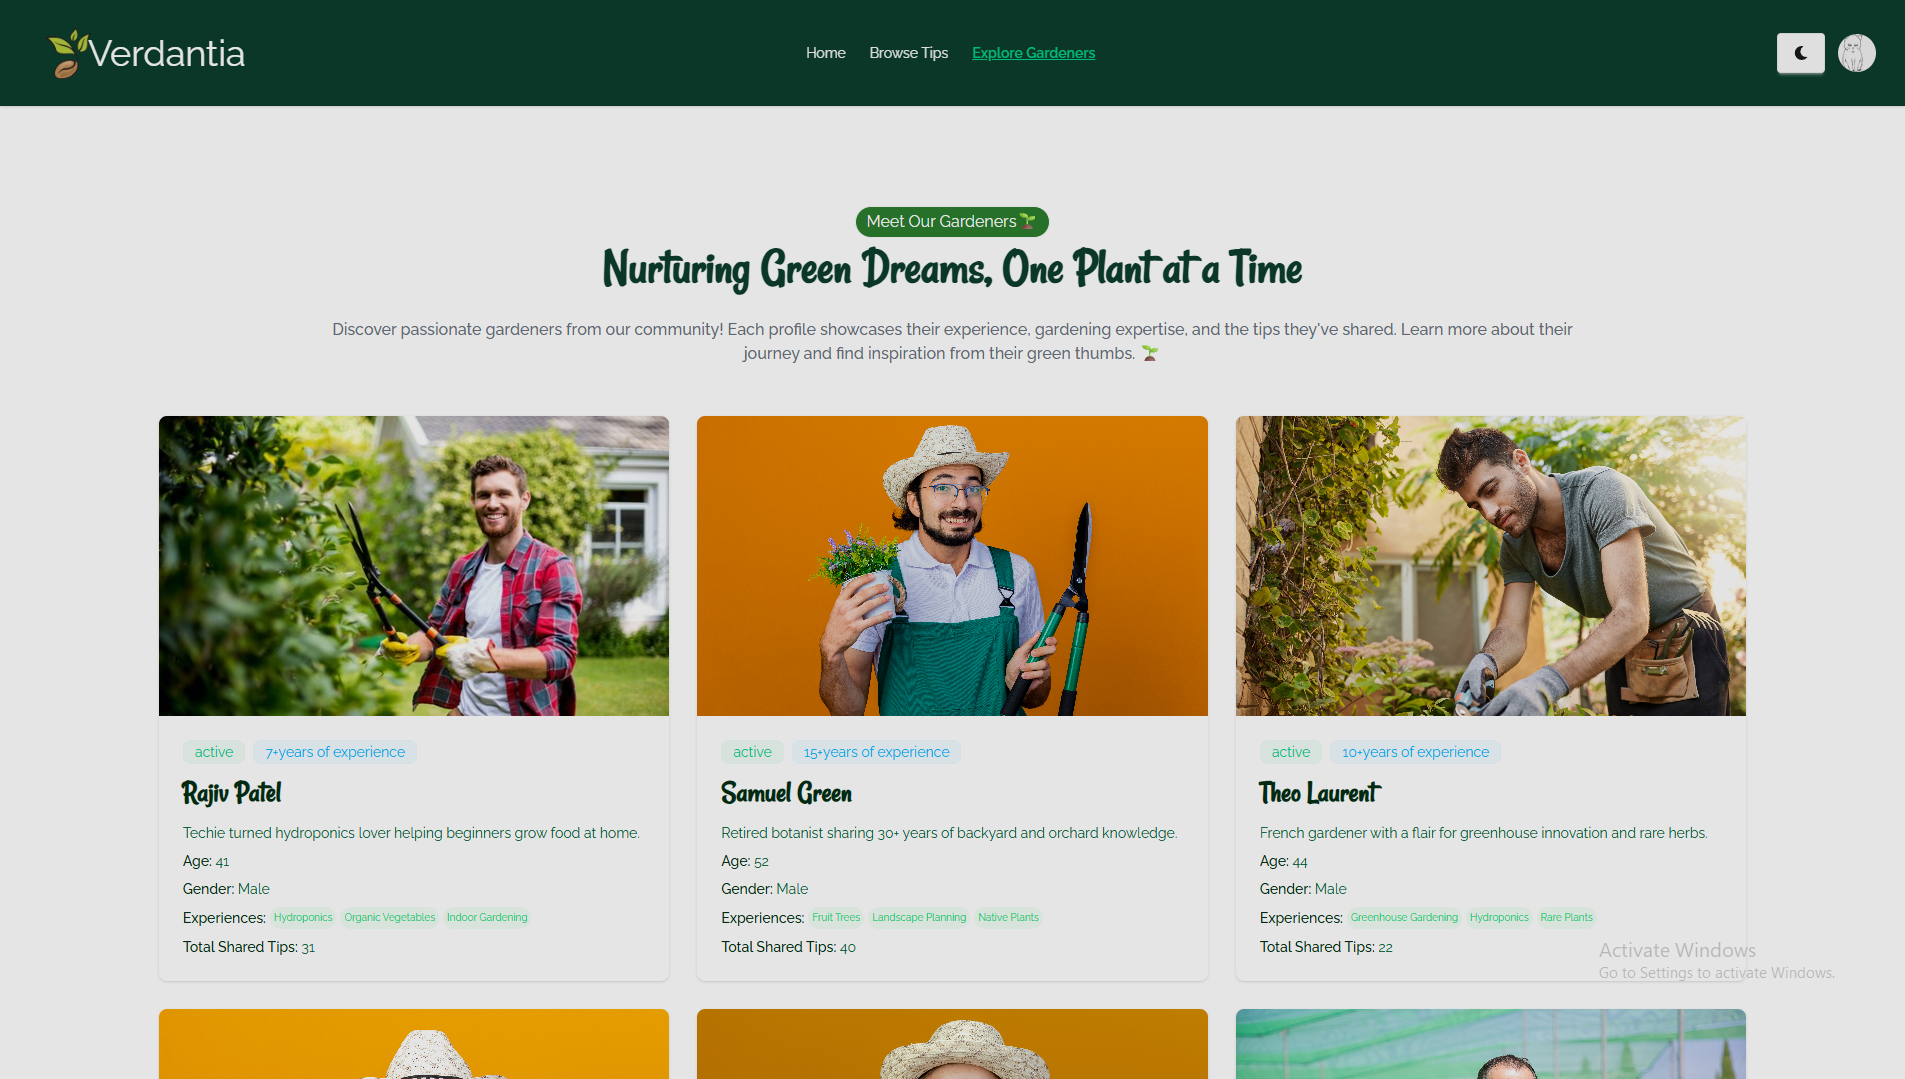 Verdantia
Home Browse Tips Explore Gardeners
Meet Our Gardeners🌱
Nurturing Green Dreams, One Plant at a Time
Discover passionate gardeners from our community! Each profile showcases their experience, gardening expertise, and the tips they've shared. Learn more about their
journey and find inspiration from their green thumbs. 🌱
active 7+years of experience
Rajiv Patel
Techie turned hydroponics lover helping beginners grow food at home.
Age: 41
Gender: Male
Experiences: Hydroponics Organic Vegetables Indoor Gardening
Total Shared Tips: 31
active 15+years of experience
Samuel Green
Retired botanist sharing 30+ years of backyard and orchard knowledge.
Age: 52
Gender: Male
Experiences: Fruit Trees Landscape Planning Native Plants
Total Shared Tips: 40
active 10+years of experience
Theo Laurent
French gardener with a flair for greenhouse innovation and rare herbs.
Age: 44
Gender: Male
Experiences: Greenhouse Gardening Hydroponics Rare Plants
Total Shared Tips: 22
Activate Windows
Go to Settings to activate Windows.